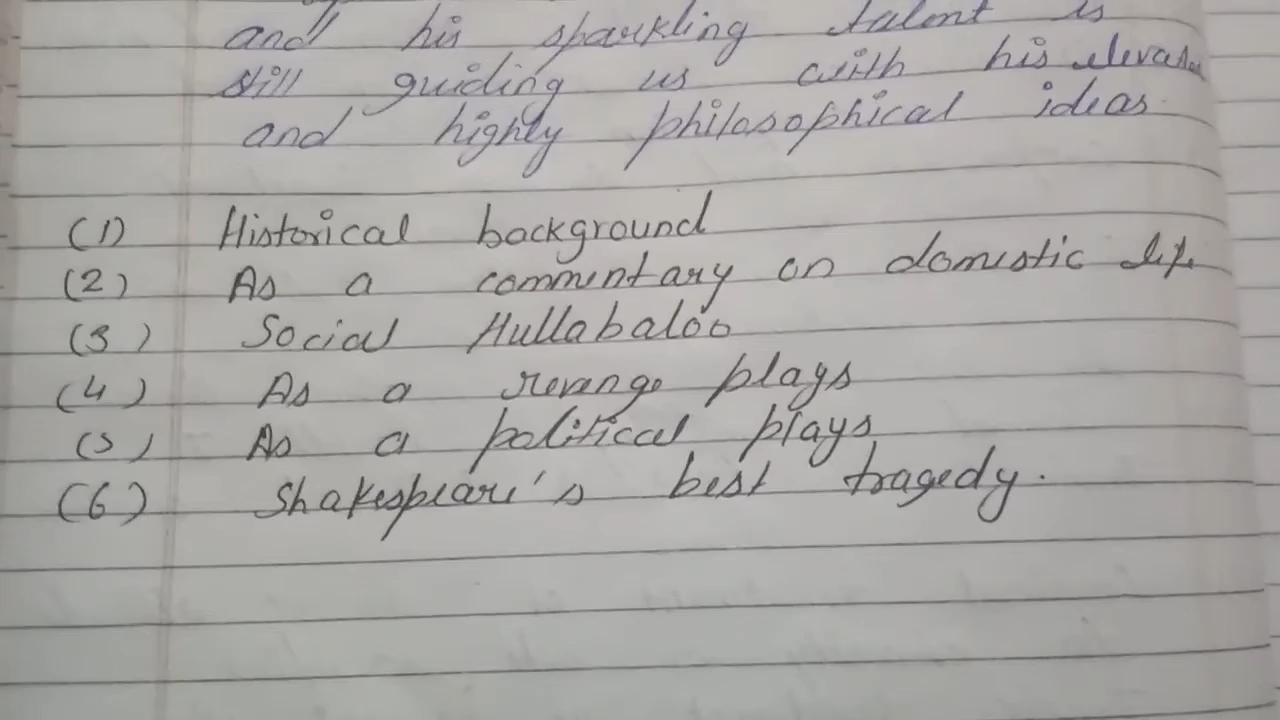 and his sparkling talent is
still guiding us with his
and highly philosophical ideas
(1) Historical background
(2) As a commentary on domestic life
(3) Social Hullabaloo
(4) As a revenge plays
(5) As a political plays
(6) Shakespeare's best tragedy.